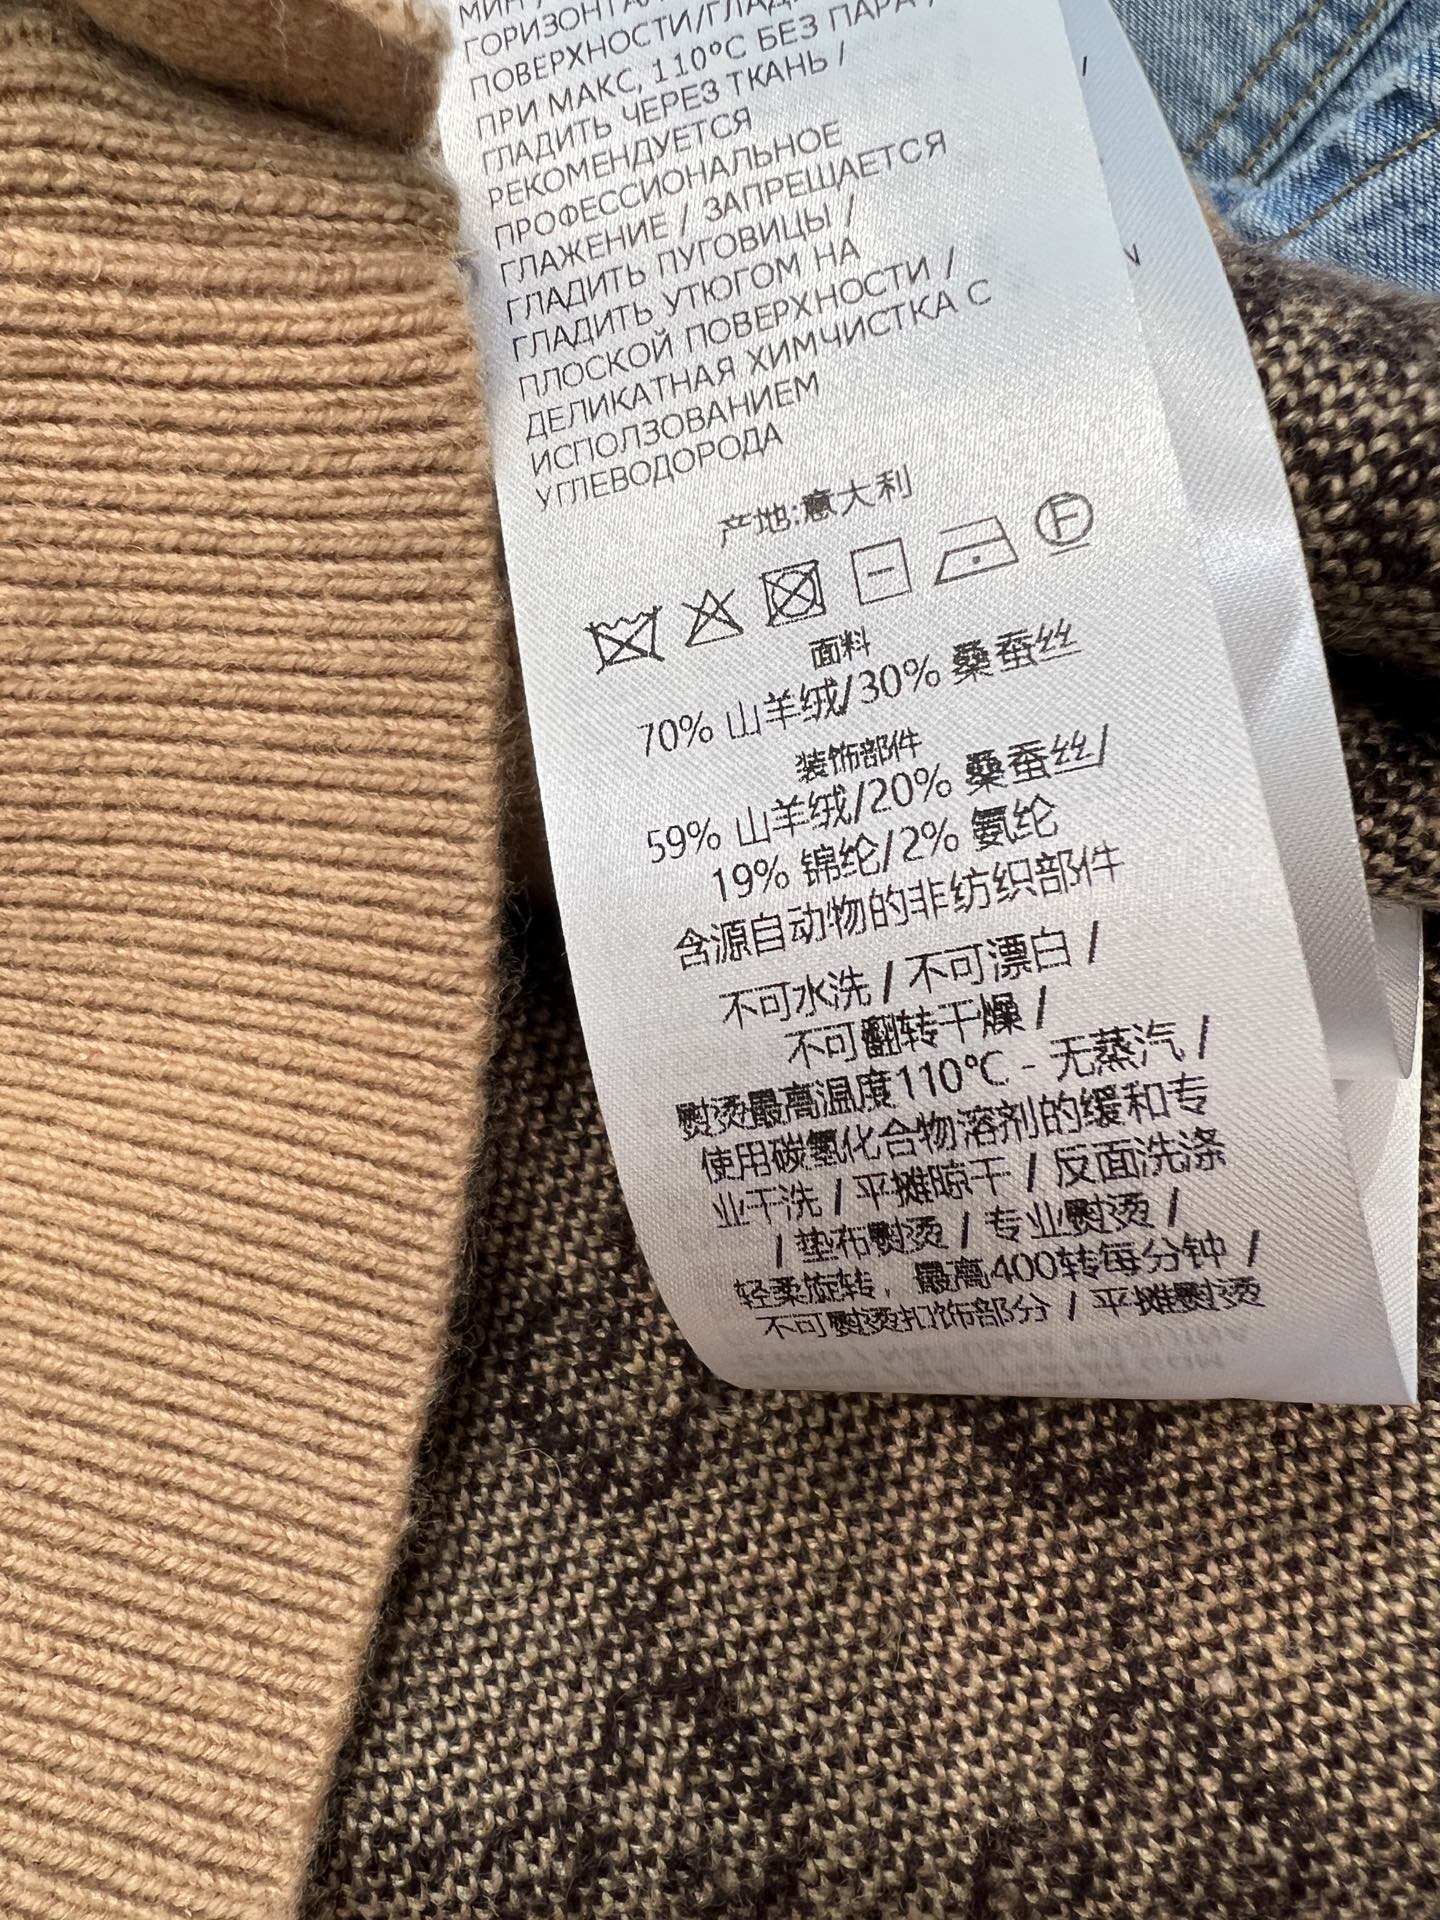 ГОРИЗОНТАЛ
ПОВЕРХНОСТИ/ГЛАД
ПРИ МАКС, 110°C БЕЗ ПАРА /
ГЛАДИТЬ ЧЕРЕЗ ТКАНЬ /
РЕКОМЕНДУЕТСЯ
ПРОФЕССИОНАЛЬНОЕ
ГЛАЖЕНИЕ / ЗАПРЕЩАЕТСЯ
ГЛАДИТЬ ПУГОВИЦЫ /
ГЛАДИТЬ УТЮГОМ НА
ПЛОСКОЙ ПОВЕРХНОСТИ /
ДЕЛИКАТНАЯ ХИМЧИСТКА С
ИСПОЛЗОВАНИЕМ
УГЛЕВОДОРОДА
产地:意大利
F
面料
70% 山羊绒/30% 桑蚕丝
装饰部件
59% 山羊绒/20% 桑蚕丝/
19% 锦纶/2% 氨纶
含源自动物的非纺织部件
不可水洗 / 不可漂白 /
不可翻转干燥 /
熨烫最高温度110°C - 无蒸汽 /
使用碳氢化合物溶剂的缓和专
业干洗 / 平摊晾干 / 反面洗涤
/ 垫布熨烫 / 专业熨烫 /
轻柔旋转，最高400转每分钟 /
不可熨烫扣饰部分 / 平摊熨烫